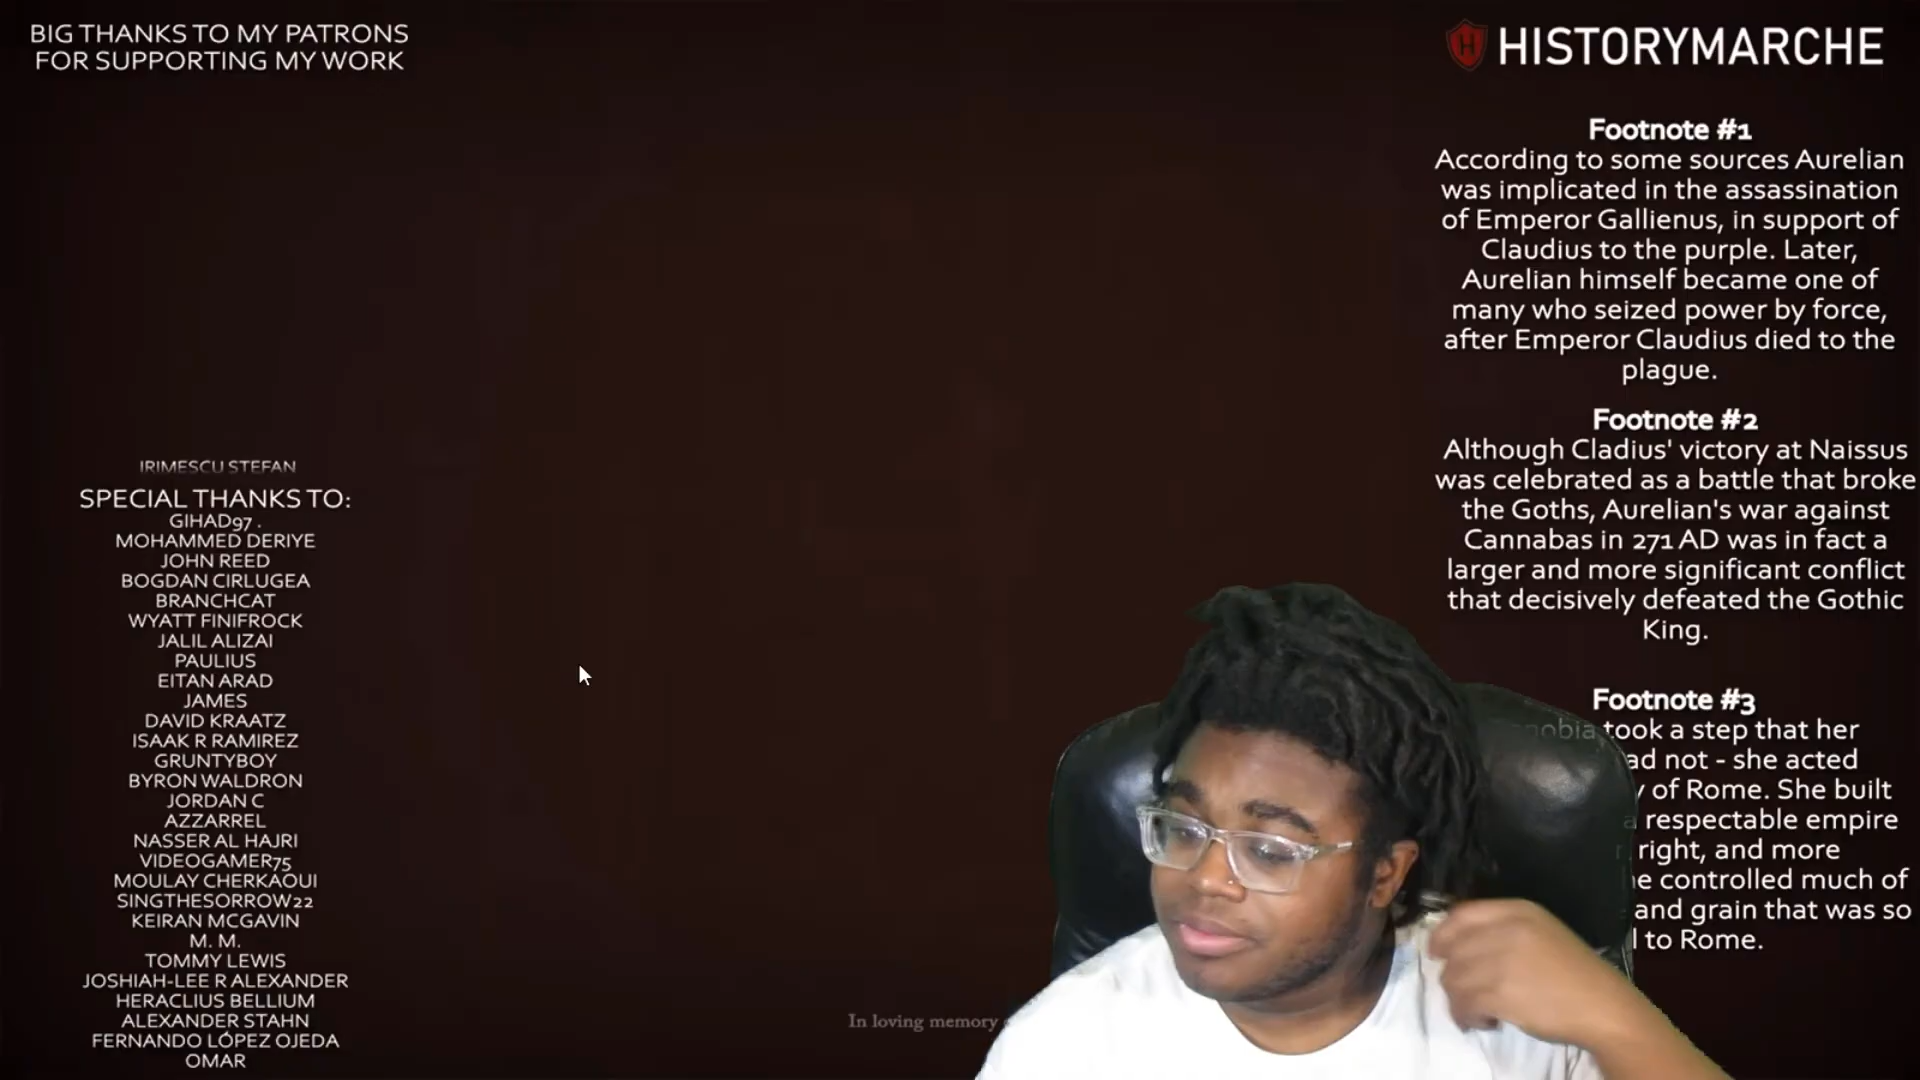 BIG THANKS TO MY PATRONS
FOR SUPPORTING MY WORK
HISTORYMARCHE
IRIMESCU STEFAN
SPECIAL THANKS TO:
GIHAD97 .
MOHAMMED DERIYE
JOHN REED
BOGDAN CIRLUGEA
BRANCHCAT
WYATT FINIFROCK
JALIL ALIZAI
PAULIUS
EITAN ARAD
JAMES
DAVID KRAATZ
ISAAK R RAMIREZ
GRUNTYBOY
BYRON WALDRON
JORDAN C
AZZARREL
NASSER AL HAJRI
VIDEOGAMER75
MOULAY CHERKAOUI
SINGTHESORROW22
KEIRAN MCGAVIN
M. M.
TOMMY LEWIS
JOSHIAH-LEE R ALEXANDER
HERACLIUS BELLIUM
ALEXANDER STAHN
FERNANDO LÓPEZ OJEDA
OMAR
Footnote #1
According to some sources Aurelian
was implicated in the assassination
of Emperor Gallienus, in support of
Claudius to the purple. Later,
Aurelian himself became one of
many who seized power by force,
after Emperor Claudius died to the
plague.
Footnote #2
Although Cladius' victory at Naissus
was celebrated as a battle that broke
the Goths, Aurelian's war against
Cannabas in 271 AD was in fact a
larger and more significant conflict
that decisively defeated the Gothic
King.
Footnote #3
took a step that her
not - she acted
of Rome. She built
respectable empire
right, and more
controlled much of
and grain that was so
to Rome.
In loving memory